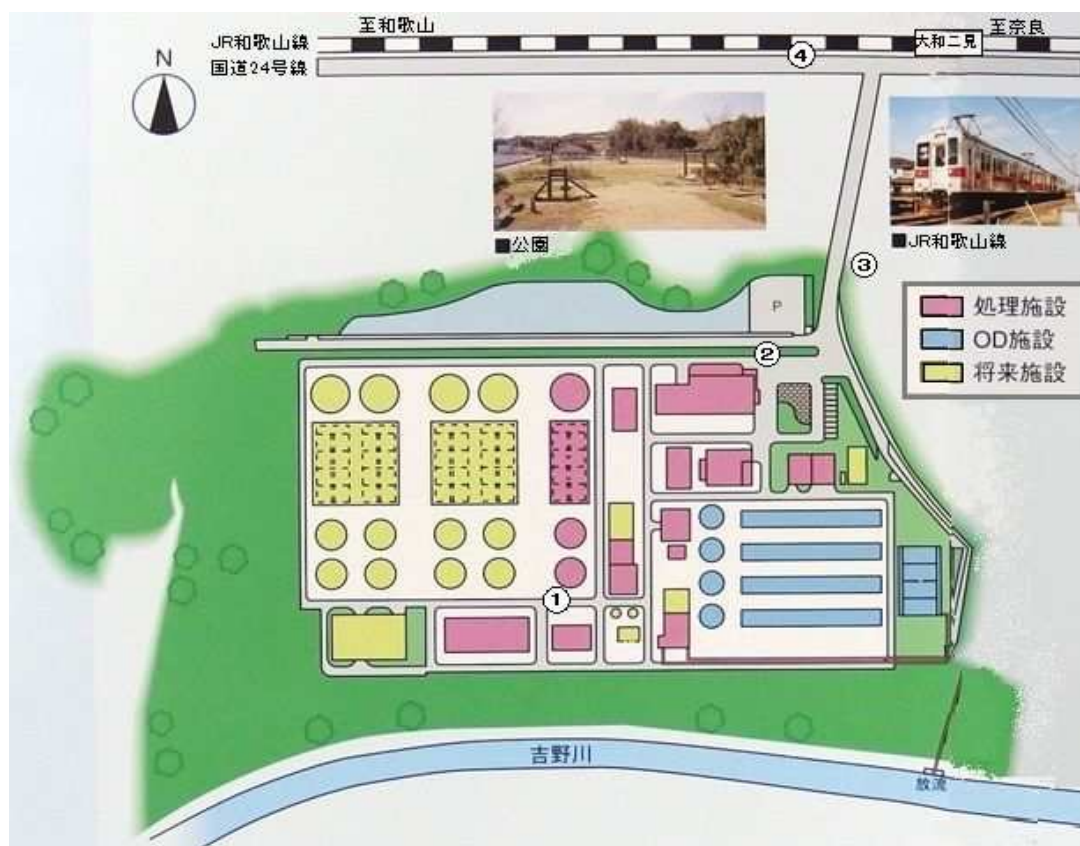 至和歌山
至奈良
JR和歌山線
大和二見
④
国道24号線
N
■公園
■JR和歌山線
③
P
処理施設
②
OD施設
将来施設
①
吉野川
放流